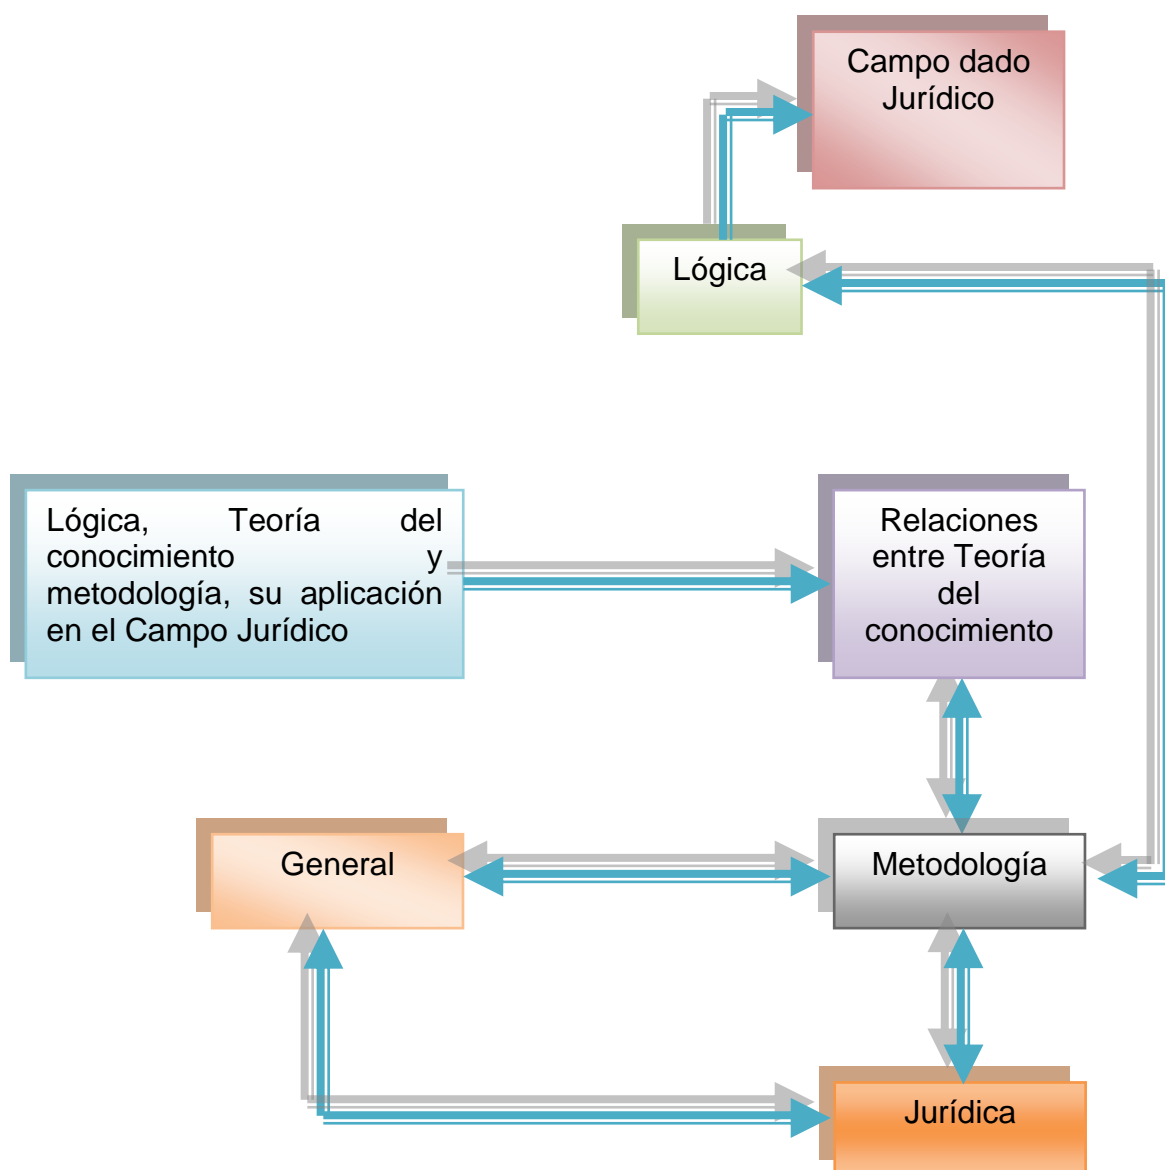 Campo dado
Jurídico
Lógica
Lógica, Teoría del
conocimiento y
metodología, su aplicación
en el Campo Jurídico
Relaciones
entre Teoría
del
conocimiento
General
Metodología
Jurídica